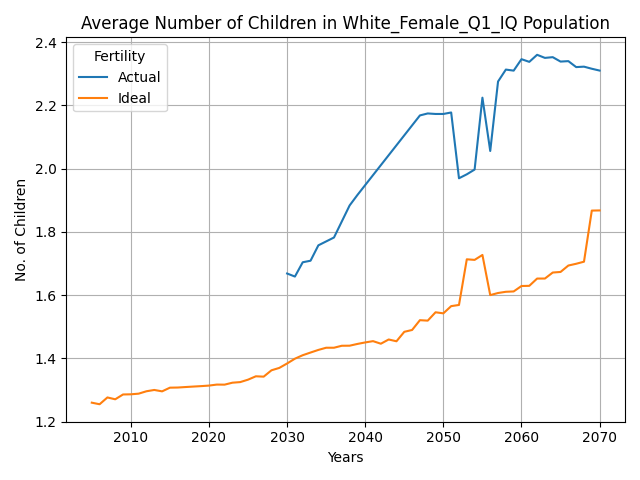 Average Number of Children in White_Female_Q1_IQ Population
Fertility
Actual
Ideal
No. of Children
2.4
2.2
2.0
1.8
1.6
1.4
1.2
2010
2020
2030
2040
2050
2060
2070
Years